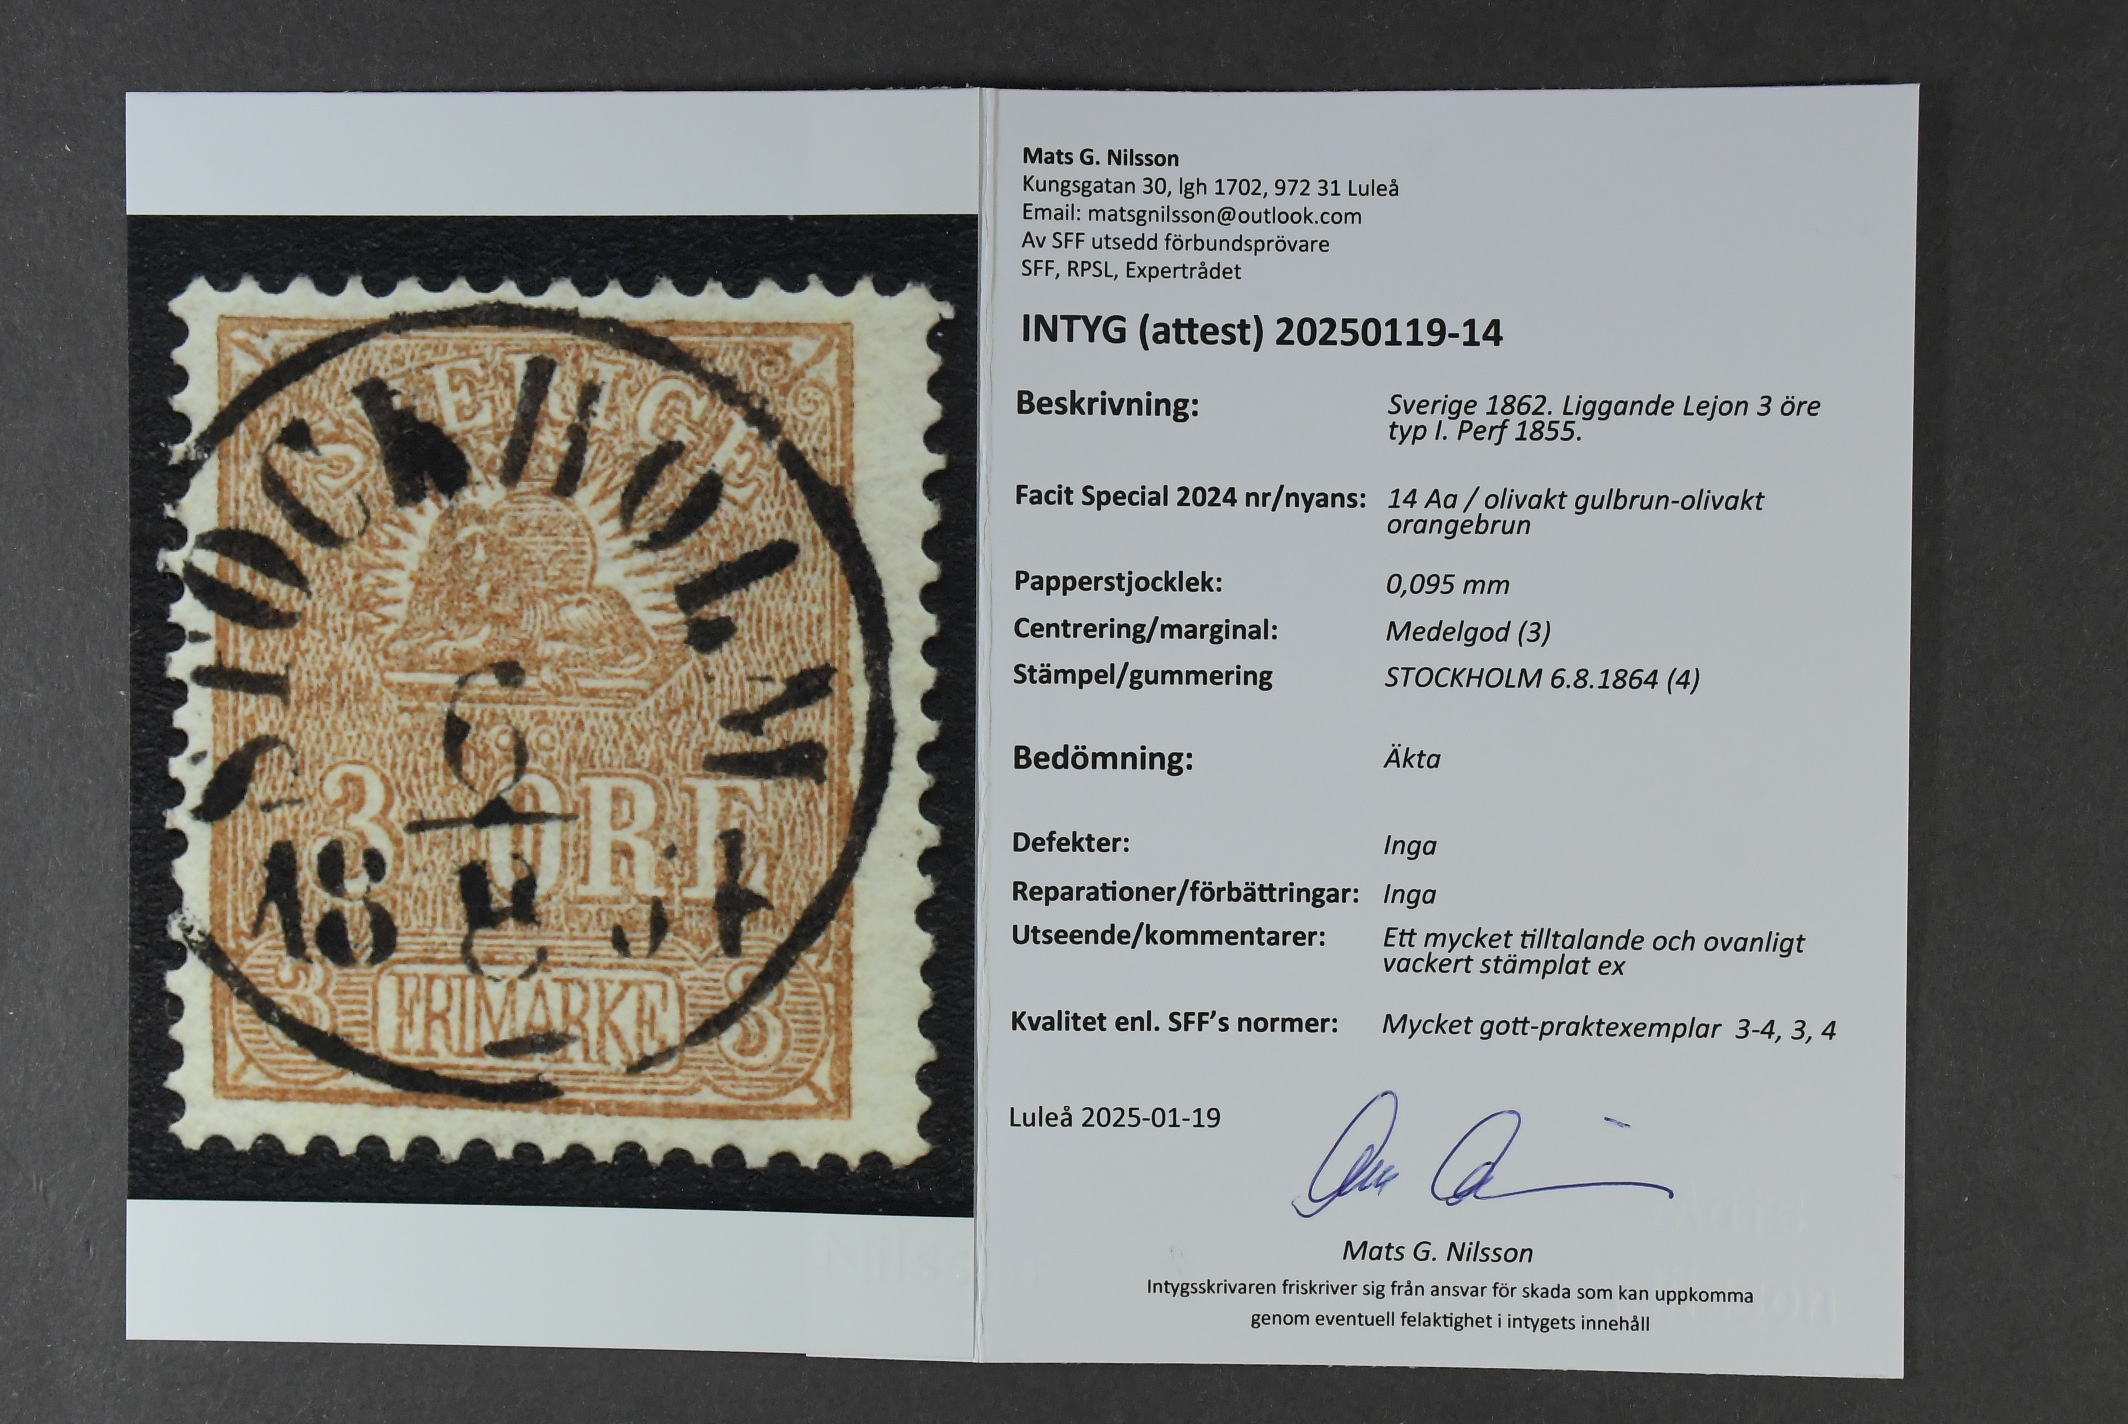 SVERIGE
STOCKHOLM
6
3 ÖRE
18 8 64
3 FRIMÄRKE 3
Mats G. Nilsson
Kungsgatan 30, lgh 1702, 972 31 Luleå
Email: matsgnilsson@outlook.com
Av SFF utsedd förbundsprövare
SFF, RPSL, Expertrådet
INTYG (attest) 20250119-14
Beskrivning: Sverige 1862. Liggande Lejon 3 öre
typ I. Perf 1855.
Facit Special 2024 nr/nyans: 14 Aa / olivakt gulbrun-olivakt
orangebrun
Papperstjocklek: 0,095 mm
Centrering/marginal: Medelgod (3)
Stämpel/gummering STOCKHOLM 6.8.1864 (4)
Bedömning: Äkta
Defekter: Inga
Reparationer/förbättringar: Inga
Utseende/kommentarer: Ett mycket tilltalande och ovanligt
vackert stämplat ex
Kvalitet enl. SFF's normer: Mycket gott-praktexemplar 3-4, 3, 4
Luleå 2025-01-19
Mats G. Nilsson
Intygsskrivaren friskriver sig från ansvar för skada som kan uppkomma
genom eventuell felaktighet i intygets innehåll